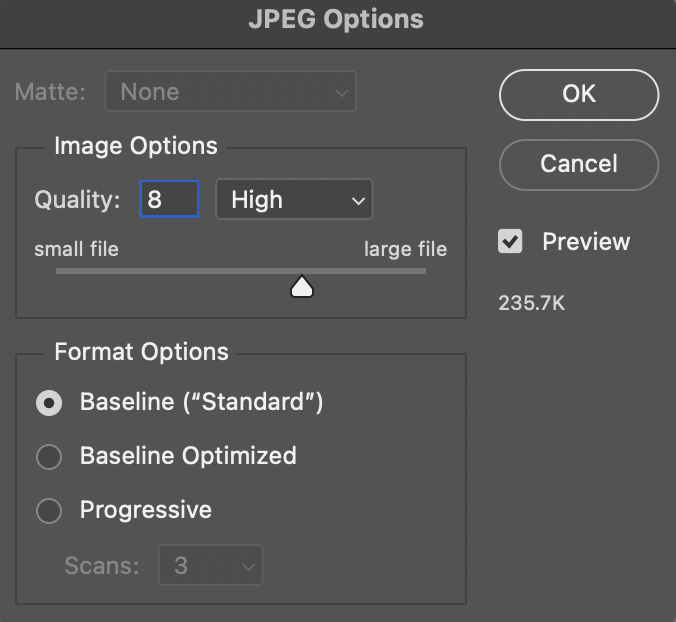 JPEG Options
Matte: None
OK
Image Options
Cancel
Quality: 8 High
Preview
small file large file
235.7K
Format Options
Baseline (“Standard”)
Baseline Optimized
Progressive
Scans: 3